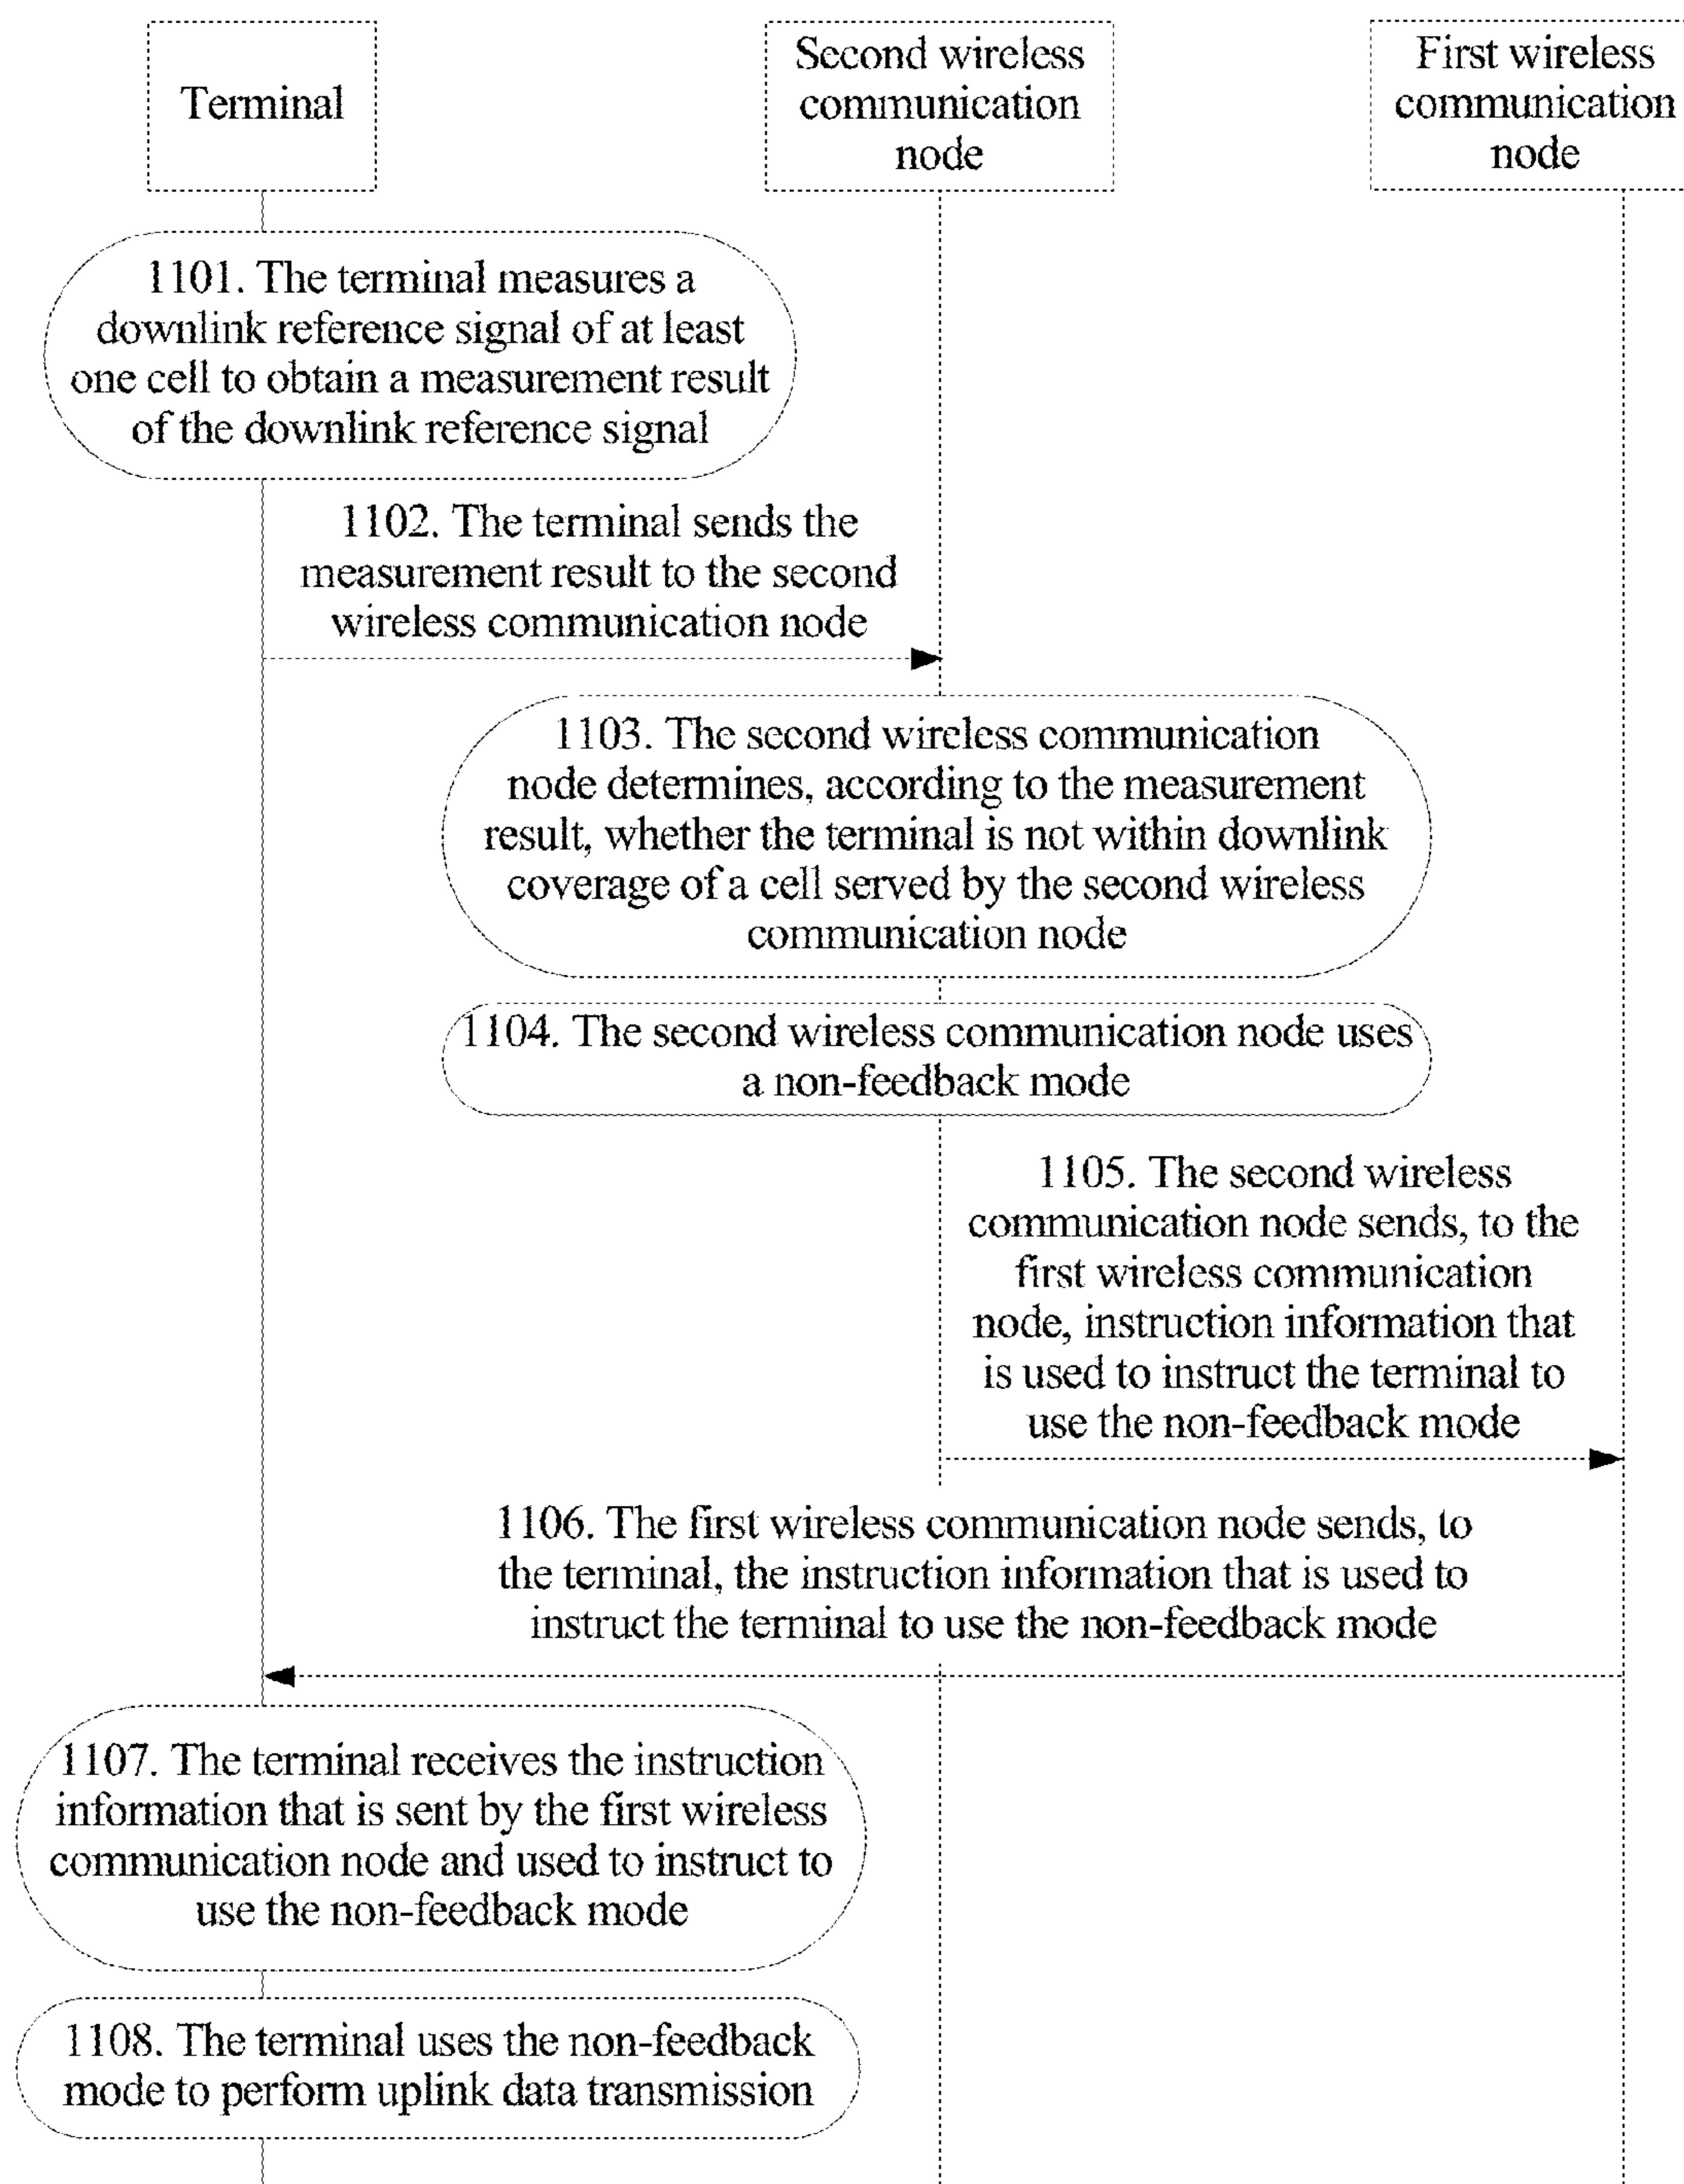 Terminal
Second wireless
communication
node
First wireless
communication
node
1101. The terminal measures a
downlink reference signal of at least
one cell to obtain a measurement result
of the downlink reference signal
1102. The terminal sends the
measurement result to the second
wireless communication node
1103. The second wireless communication
node determines, according to the measurement
result, whether the terminal is not within downlink
coverage of a cell served by the second wireless
communication node
1104. The second wireless communication node uses
a non-feedback mode
1105. The second wireless
communication node sends, to the
first wireless communication
node, instruction information that
is used to instruct the terminal to
use the non-feedback mode
1106. The first wireless communication node sends, to
the terminal, the instruction information that is used to
instruct the terminal to use the non-feedback mode
1107. The terminal receives the instruction
information that is sent by the first wireless
communication node and used to instruct to
use the non-feedback mode
1108. The terminal uses the non-feedback
mode to perform uplink data transmission